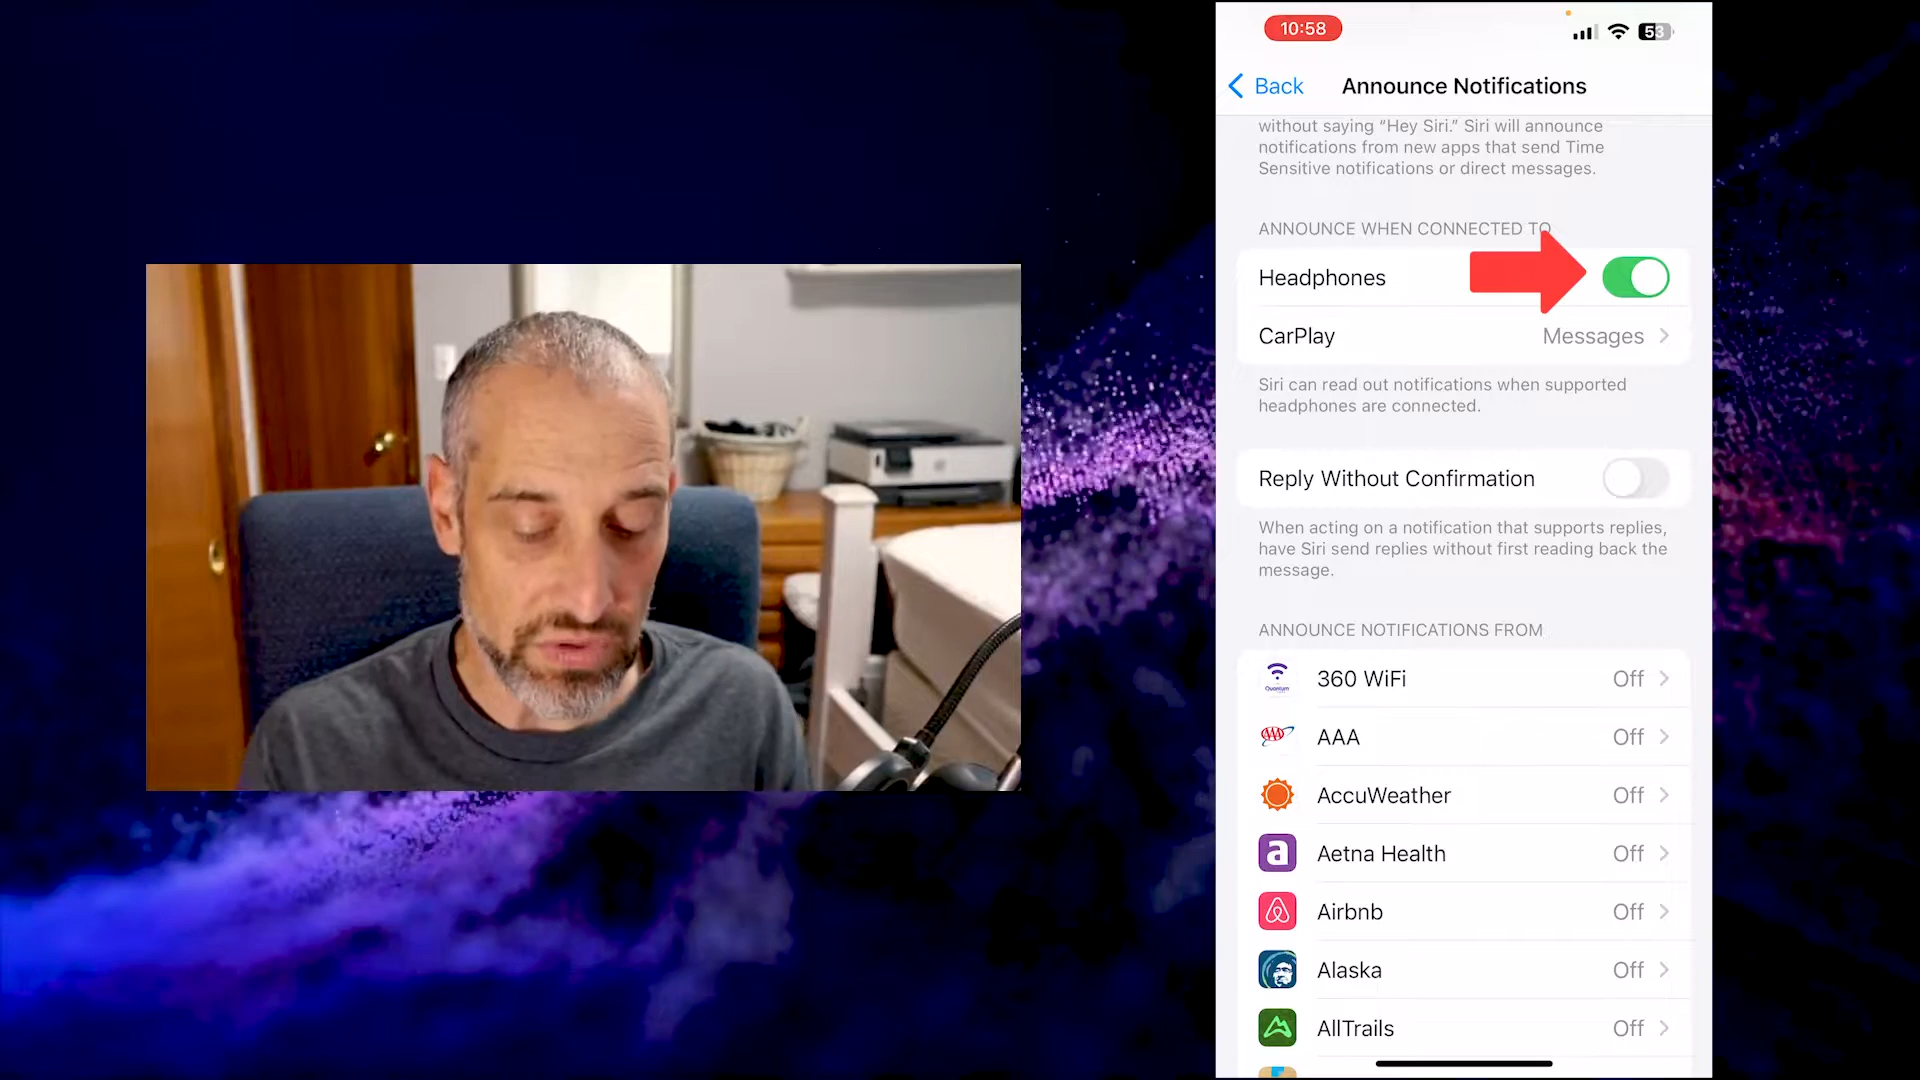 10:58
53
Back
Announce Notifications
without saying “Hey Siri.” Siri will announce
notifications from new apps that send Time
Sensitive notifications or direct messages.
ANNOUNCE WHEN CONNECTED TO
Headphones
CarPlay
Messages
Siri can read out notifications when supported
headphones are connected.
Reply Without Confirmation
When acting on a notification that supports replies,
have Siri send replies without first reading back the
message.
ANNOUNCE NOTIFICATIONS FROM
Quantum
360 WiFi
Off
AAA
AAA
Off
AccuWeather
Off
a
Aetna Health
Off
Airbnb
Off
Alaska
Off
AllTrails
Off